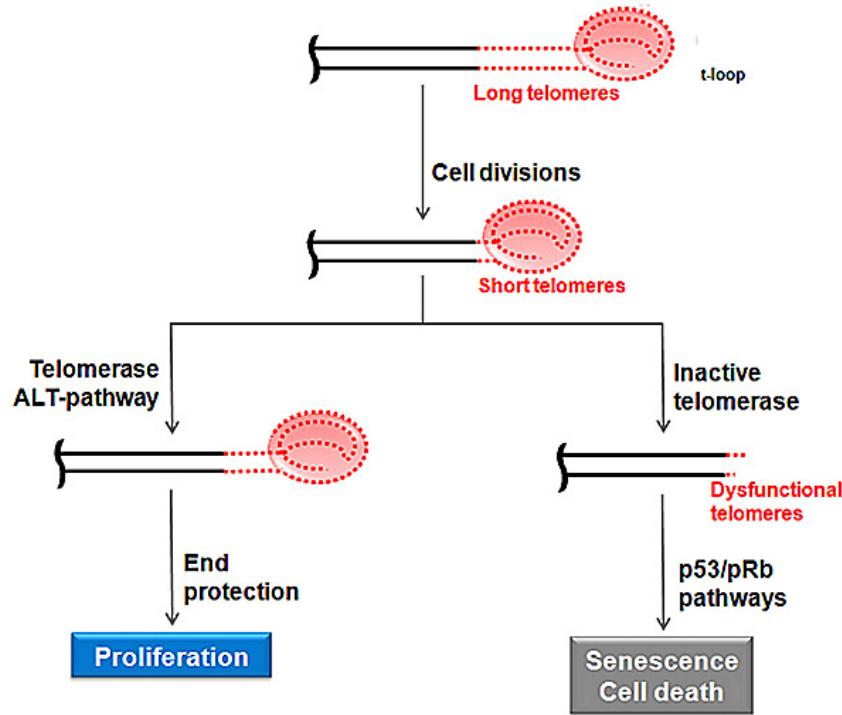 t-loop
Long telomeres
Cell divisions
Short telomeres
Telomerase
ALT-pathway
Inactive
telomerase
Dysfunctional
telomeres
End
protection
p53/pRb
pathways
Proliferation
Senescence
Cell death